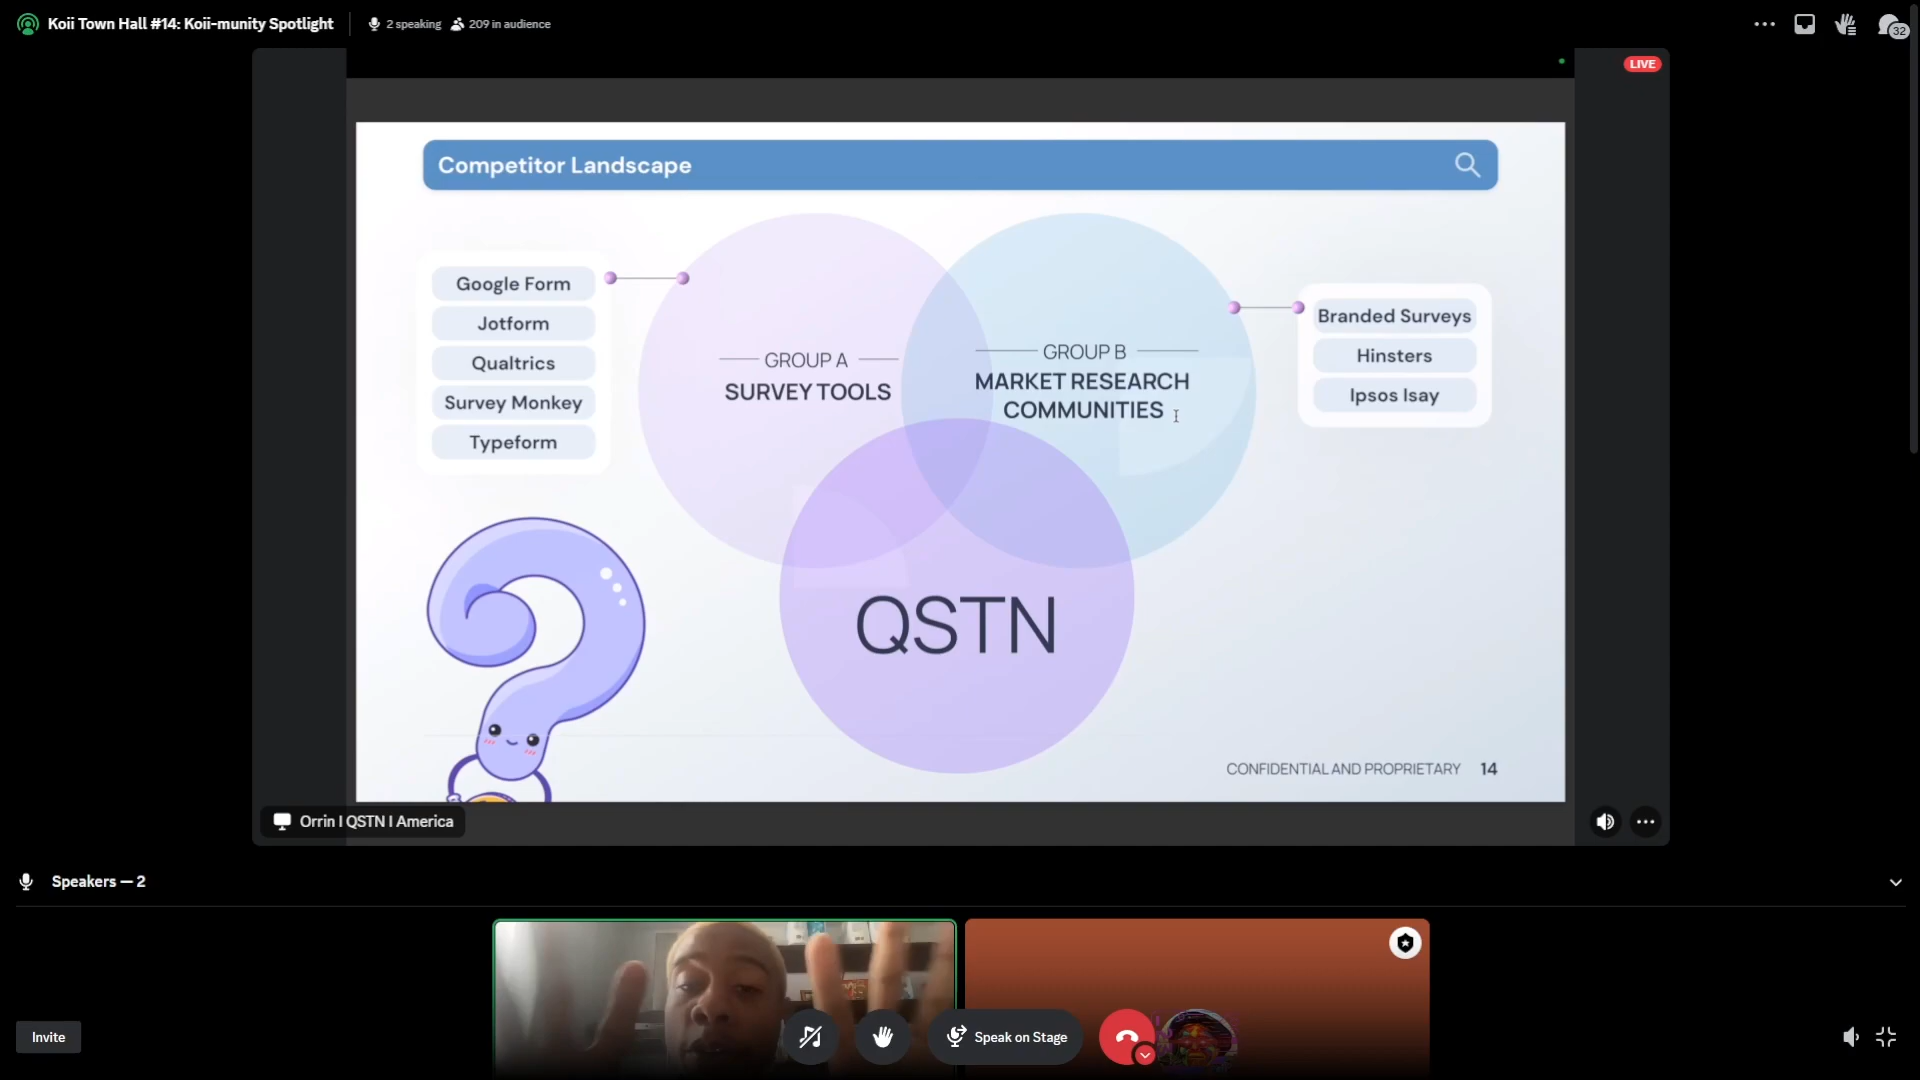 Koii Town Hall #14: Koii-munity Spotlight
2 speaking
209 in audience
32
LIVE
Competitor Landscape
Google Form
Jotform
Qualtrics
Survey Monkey
Typeform
GROUP A
SURVEY TOOLS
GROUP B
MARKET RESEARCH
COMMUNITIES
Branded Surveys
Hinsters
Ipsos Isay
QSTN
CONFIDENTIAL AND PROPRIETARY 14
Orrin I QSTN I America
Speakers — 2
Invite
Speak on Stage